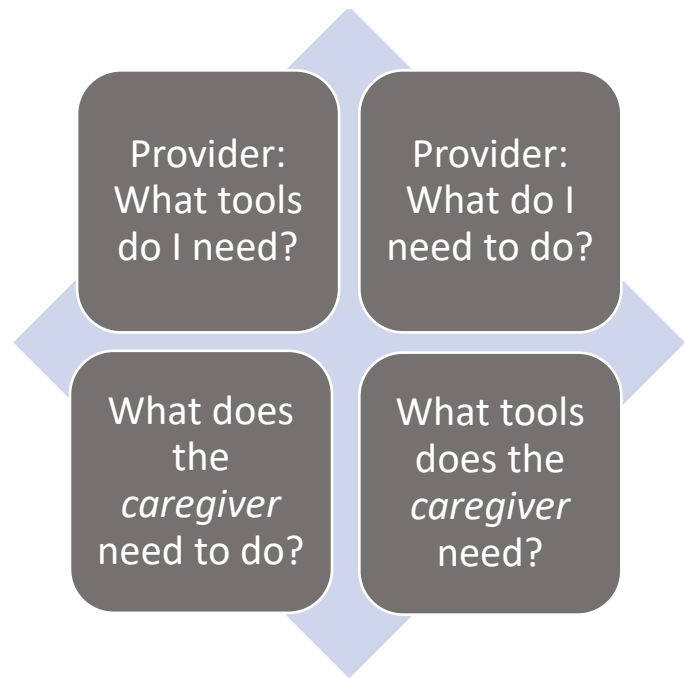 Provider:
What tools
do I need?
Provider:
What do I
need to do?
What does
the
caregiver
need to do?
What tools
does the
caregiver
need?